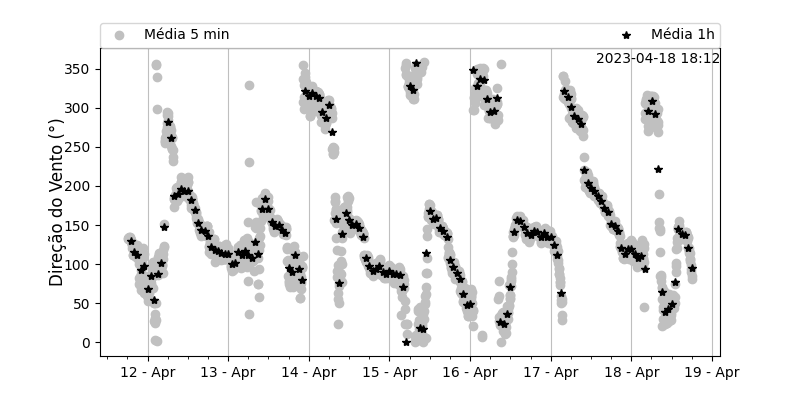 Média 5 min
Média 1h
2023-04-18 18:12
Direção do Vento (°)
350
300
250
200
150
100
50
0
12 - Apr
13 - Apr
14 - Apr
15 - Apr
16 - Apr
17 - Apr
18 - Apr
19 - Apr